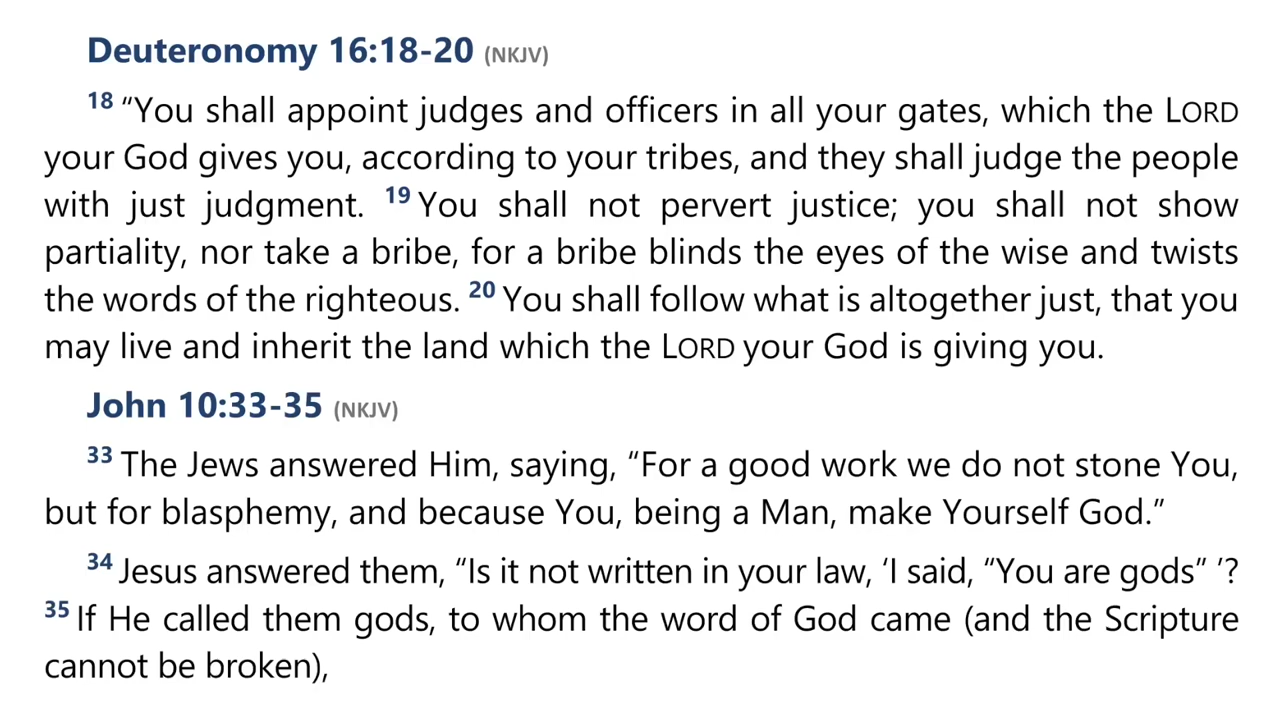 Deuteronomy 16:18-20 (NKJV)
18 “You shall appoint judges and officers in all your gates, which the LORD
your God gives you, according to your tribes, and they shall judge the people
with just judgment. 19 You shall not pervert justice; you shall not show
partiality, nor take a bribe, for a bribe blinds the eyes of the wise and twists
the words of the righteous. 20 You shall follow what is altogether just, that you
may live and inherit the land which the LORD your God is giving you.
John 10:33-35 (NKJV)
33 The Jews answered Him, saying, “For a good work we do not stone You,
but for blasphemy, and because You, being a Man, make Yourself God.”
34 Jesus answered them, “Is it not written in your law, ‘I said, “You are gods” ’?
35 If He called them gods, to whom the word of God came (and the Scripture
cannot be broken),